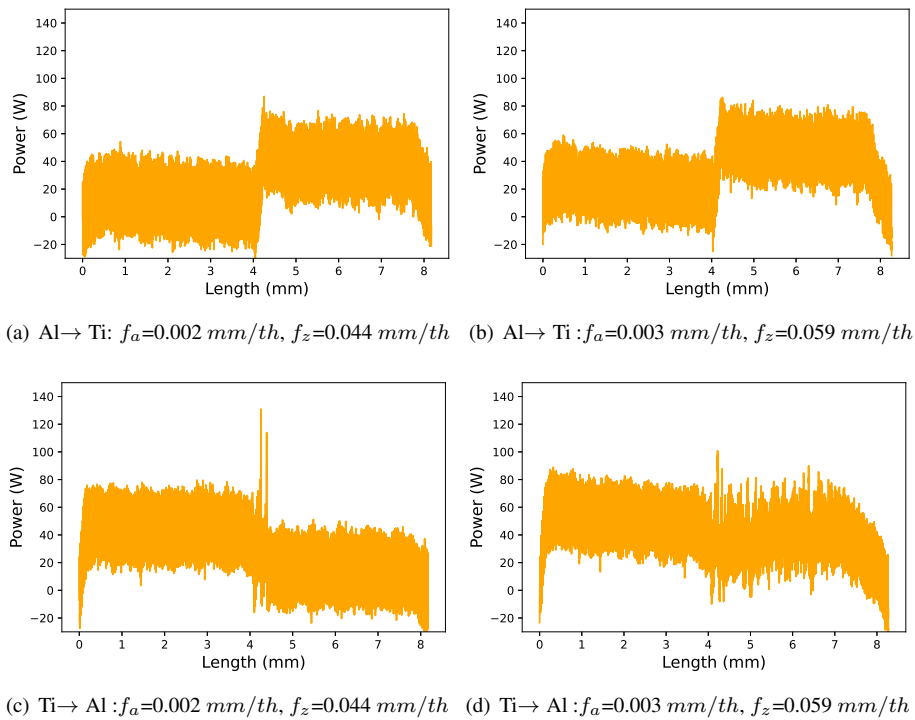 140
120
100
80
60
40
20
0
−20
Power (W)
0 1 2 3 4 5 6 7 8
Length (mm)
140
120
100
80
60
40
20
0
−20
Power (W)
0 1 2 3 4 5 6 7 8
Length (mm)
(a) Al→ Ti: fa=0.002 mm/th, fz=0.044 mm/th
(b) Al→ Ti :fa=0.003 mm/th, fz=0.059 mm/th
140
120
100
80
60
40
20
0
−20
Power (W)
0 1 2 3 4 5 6 7 8
Length (mm)
140
120
100
80
60
40
20
0
−20
Power (W)
0 1 2 3 4 5 6 7 8
Length (mm)
(c) Ti→ Al :fa=0.002 mm/th, fz=0.044 mm/th
(d) Ti→ Al :fa=0.003 mm/th, fz=0.059 mm/th